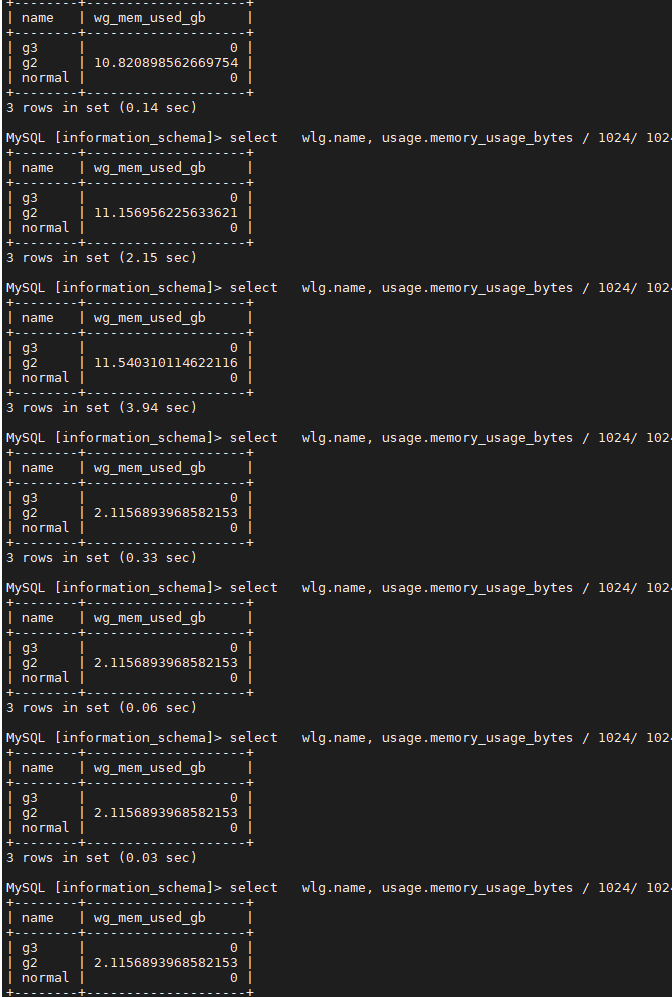 +--------+--------------------+
| name   | wg_mem_used_gb     |
+--------+--------------------+
| g3     |                  0 |
| g2     | 10.820898562669754 |
| normal |                  0 |
+--------+--------------------+
3 rows in set (0.14 sec)

MySQL [information_schema]> select   wlg.name, usage.memory_usage_bytes / 1024/ 1024
+--------+--------------------+
| name   | wg_mem_used_gb     |
+--------+--------------------+
| g3     |                  0 |
| g2     | 11.156956225633621 |
| normal |                  0 |
+--------+--------------------+
3 rows in set (2.15 sec)

MySQL [information_schema]> select   wlg.name, usage.memory_usage_bytes / 1024/ 1024
+--------+--------------------+
| name   | wg_mem_used_gb     |
+--------+--------------------+
| g3     |                  0 |
| g2     | 11.540310114622116 |
| normal |                  0 |
+--------+--------------------+
3 rows in set (3.94 sec)

MySQL [information_schema]> select   wlg.name, usage.memory_usage_bytes / 1024/ 1024
+--------+--------------------+
| name   | wg_mem_used_gb     |
+--------+--------------------+
| g3     |                  0 |
| g2     | 2.1156893968582153 |
| normal |                  0 |
+--------+--------------------+
3 rows in set (0.33 sec)

MySQL [information_schema]> select   wlg.name, usage.memory_usage_bytes / 1024/ 1024
+--------+--------------------+
| name   | wg_mem_used_gb     |
+--------+--------------------+
| g3     |                  0 |
| g2     | 2.1156893968582153 |
| normal |                  0 |
+--------+--------------------+
3 rows in set (0.06 sec)

MySQL [information_schema]> select   wlg.name, usage.memory_usage_bytes / 1024/ 1024
+--------+--------------------+
| name   | wg_mem_used_gb     |
+--------+--------------------+
| g3     |                  0 |
| g2     | 2.1156893968582153 |
| normal |                  0 |
+--------+--------------------+
3 rows in set (0.03 sec)

MySQL [information_schema]> select   wlg.name, usage.memory_usage_bytes / 1024/ 1024
+--------+--------------------+
| name   | wg_mem_used_gb     |
+--------+--------------------+
| g3     |                  0 |
| g2     | 2.1156893968582153 |
| normal |                  0 |
+--------+--------------------+